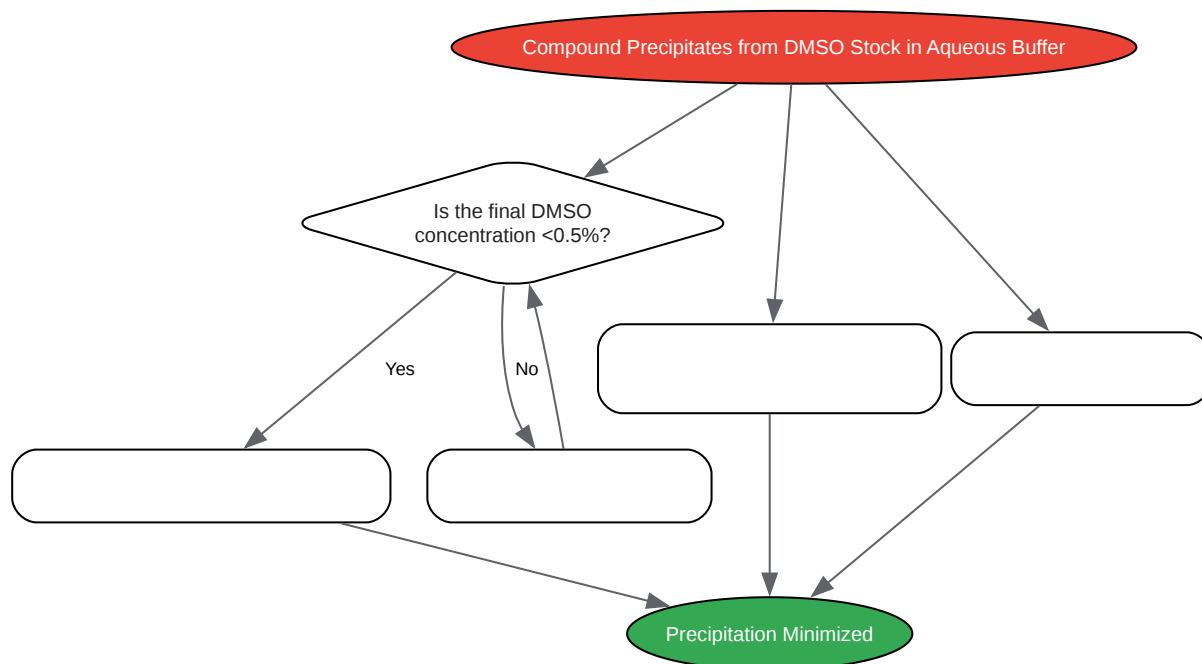 Compound Precipitates from DMSO Stock in Aqueous Buffer
Is the final DMSO
concentration <0.5%?
Yes
No
Precipitation Minimized